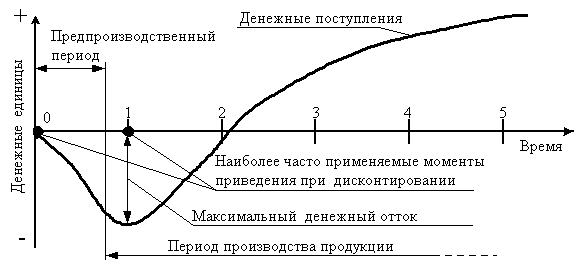 +
Денежные поступления
Предпроизводственный
период
Денежные единицы
0
1
2
3
4
5
Время
Наиболее часто применяемые моменты
приведения при дисконтировании
Максимальный денежный отток
-
Период производства продукции